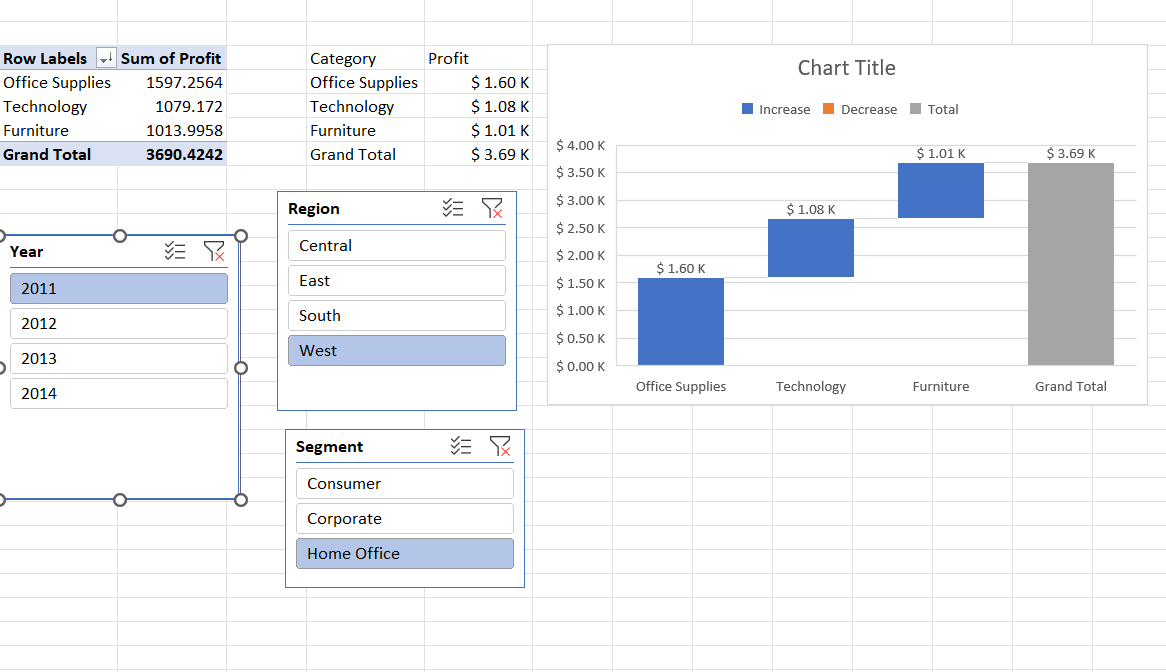 Row Labels Sum of Profit
Office Supplies 1597.2564
Technology 1079.172
Furniture 1013.9958
Grand Total 3690.4242
Category Profit
Office Supplies $ 1.60 K
Technology $ 1.08 K
Furniture $ 1.01 K
Grand Total $ 3.69 K
Chart Title
Increase Decrease Total
$ 4.00 K
$ 3.50 K
$ 3.00 K
$ 2.50 K
$ 2.00 K
$ 1.50 K
$ 1.00 K
$ 0.50 K
$ 0.00 K
$ 1.60 K
$ 1.08 K
$ 1.01 K
$ 3.69 K
Office Supplies Technology Furniture Grand Total
Year
2011
2012
2013
2014
Region
Central
East
South
West
Segment
Consumer
Corporate
Home Office